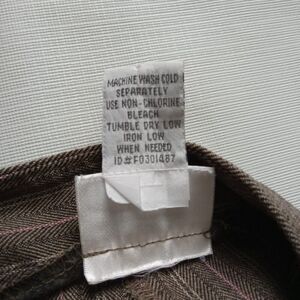 MACHINE WASH COLD
SEPARATELY
USE NON-CHLORINE
BLEACH
TUMBLE DRY LOW
IRON LOW
WHEN NEEDED
ID# F0301487